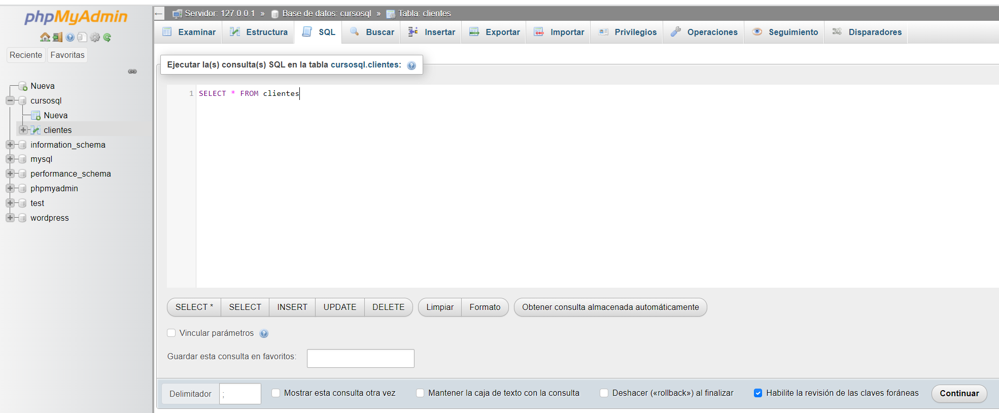 phpMyAdmin
Reciente Favoritas
Nueva
cursosql
Nueva
clientes
information_schema
mysql
performance_schema
phpmyadmin
test
wordpress
← Servidor: 127.0.0.1 » Base de datos: cursosql » Tabla: clientes
Examinar Estructura SQL Buscar Insertar Exportar Importar Privilegios Operaciones Seguimiento Disparadores
Ejecutar la(s) consulta(s) SQL en la tabla cursosql.clientes:
1 SELECT * FROM clientes
SELECT * SELECT INSERT UPDATE DELETE Limpiar Formato Obtener consulta almacenada automáticamente
Vincular parámetros
Guardar esta consulta en favoritos:
Delimitador ; Mostrar esta consulta otra vez Mantener la caja de texto con la consulta Deshacer («rollback») al finalizar Habilite la revisión de las claves foráneas Continuar